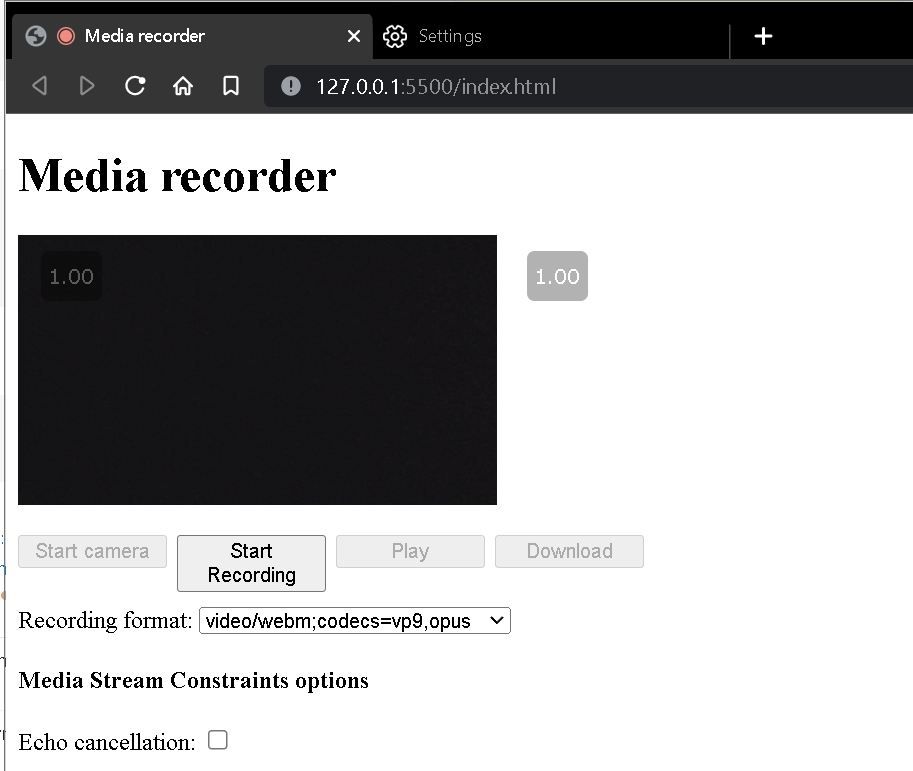 Media recorder
Settings
127.0.0.1:5500/index.html
Media recorder
1.00
1.00
Start camera
Start
Recording
Play
Download
Recording format: video/webm;codecs=vp9,opus
Media Stream Constraints options
Echo cancellation: